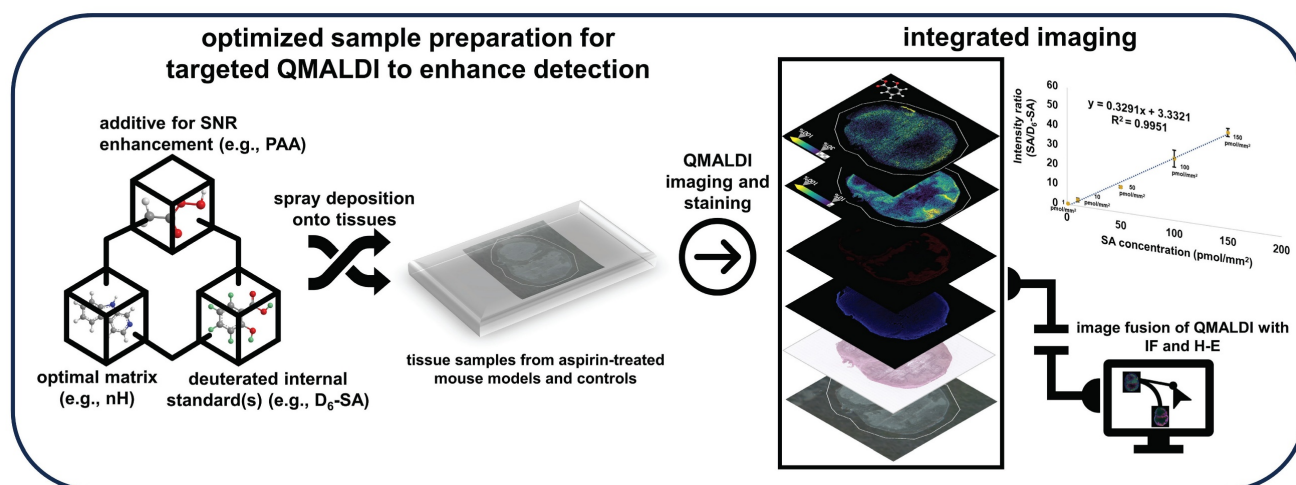 optimized sample preparation for
targeted QMALDI to enhance detection
additive for SNR
enhancement (e.g., PAA)
optimal matrix
(e.g., nH)
deuterated internal
standard(s) (e.g., D₆-SA)
spray deposition
onto tissues
tissue samples from aspirin-treated
mouse models and controls
QMALDI
imaging and
staining
integrated imaging
Intensity ratio
(SA/D₆-SA)
60
50
40
30
20
10
0
y = 0.3291x + 3.3321
R² = 0.9951
1
pmol/mm²
10
pmol/mm²
50
pmol/mm²
100
pmol/mm²
150
pmol/mm²
0
50
100
150
200
SA concentration (pmol/mm²)
image fusion of QMALDI with
IF and H-E